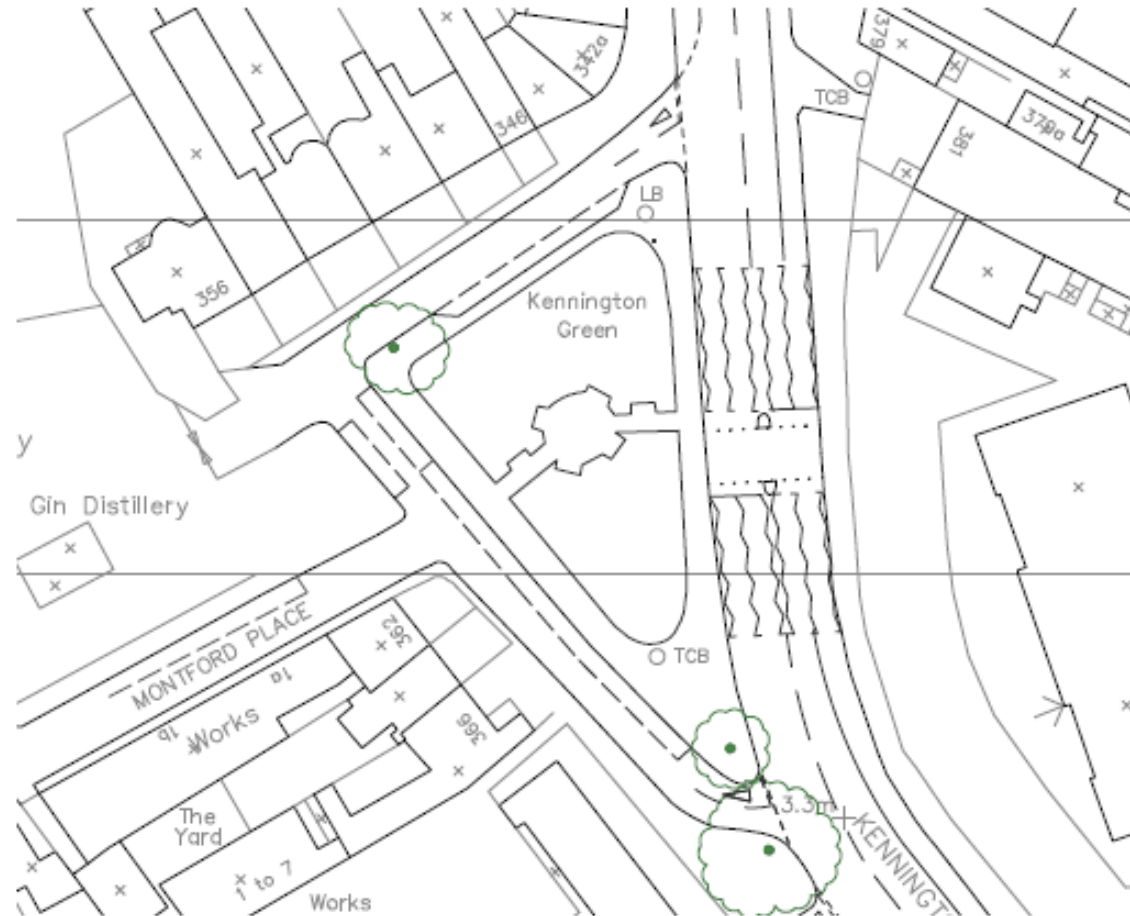 342a
346
379
TCB
379a
381
LB
356
Kennington
Green
y
Gin Distillery
MONTFORD PLACE
362
1a
1b
Works
366
TCB
The
Yard
1 to 7
Works
3.3m
KENNINGT